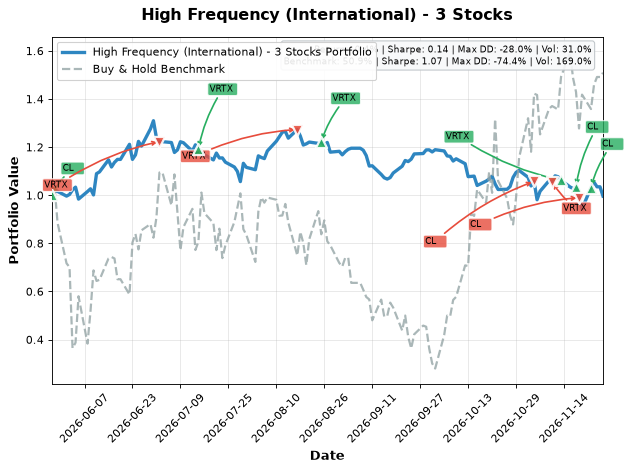 High Frequency (International) - 3 Stocks
High Frequency (International) - 3 Stocks Portfolio
Buy & Hold Benchmark
| Sharpe: 0.14 | Max DD: -28.0% | Vol: 31.0%
Benchmark: 50.9% | Sharpe: 1.07 | Max DD: -74.4% | Vol: 169.0%
Portfolio Value
1.6
1.4
1.2
1.0
0.8
0.6
0.4
VRTX
VRTX
CL
VRTX
VRTX
VRTX
CL
CL
CL
CL
VRTX
2026-06-07
2026-06-23
2026-07-09
2026-07-25
2026-08-10
2026-08-26
2026-09-11
2026-09-27
2026-10-13
2026-10-29
2026-11-14
Date